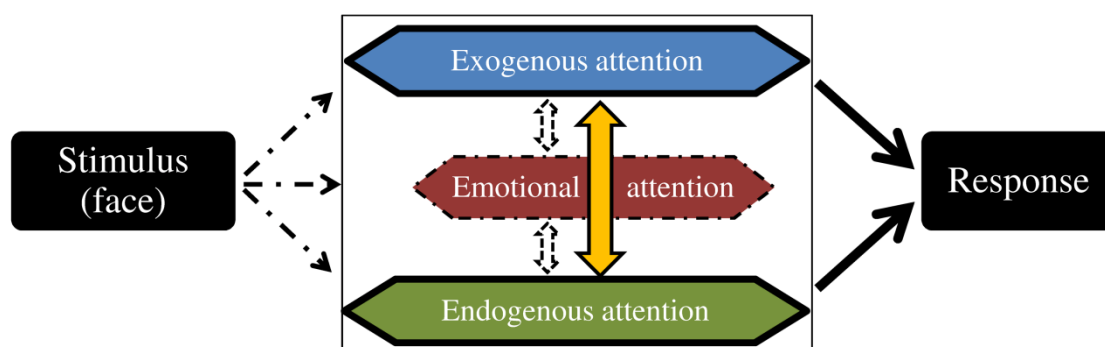 Exogenous attention
Stimulus
(face)
Emotional attention
Response
Endogenous attention